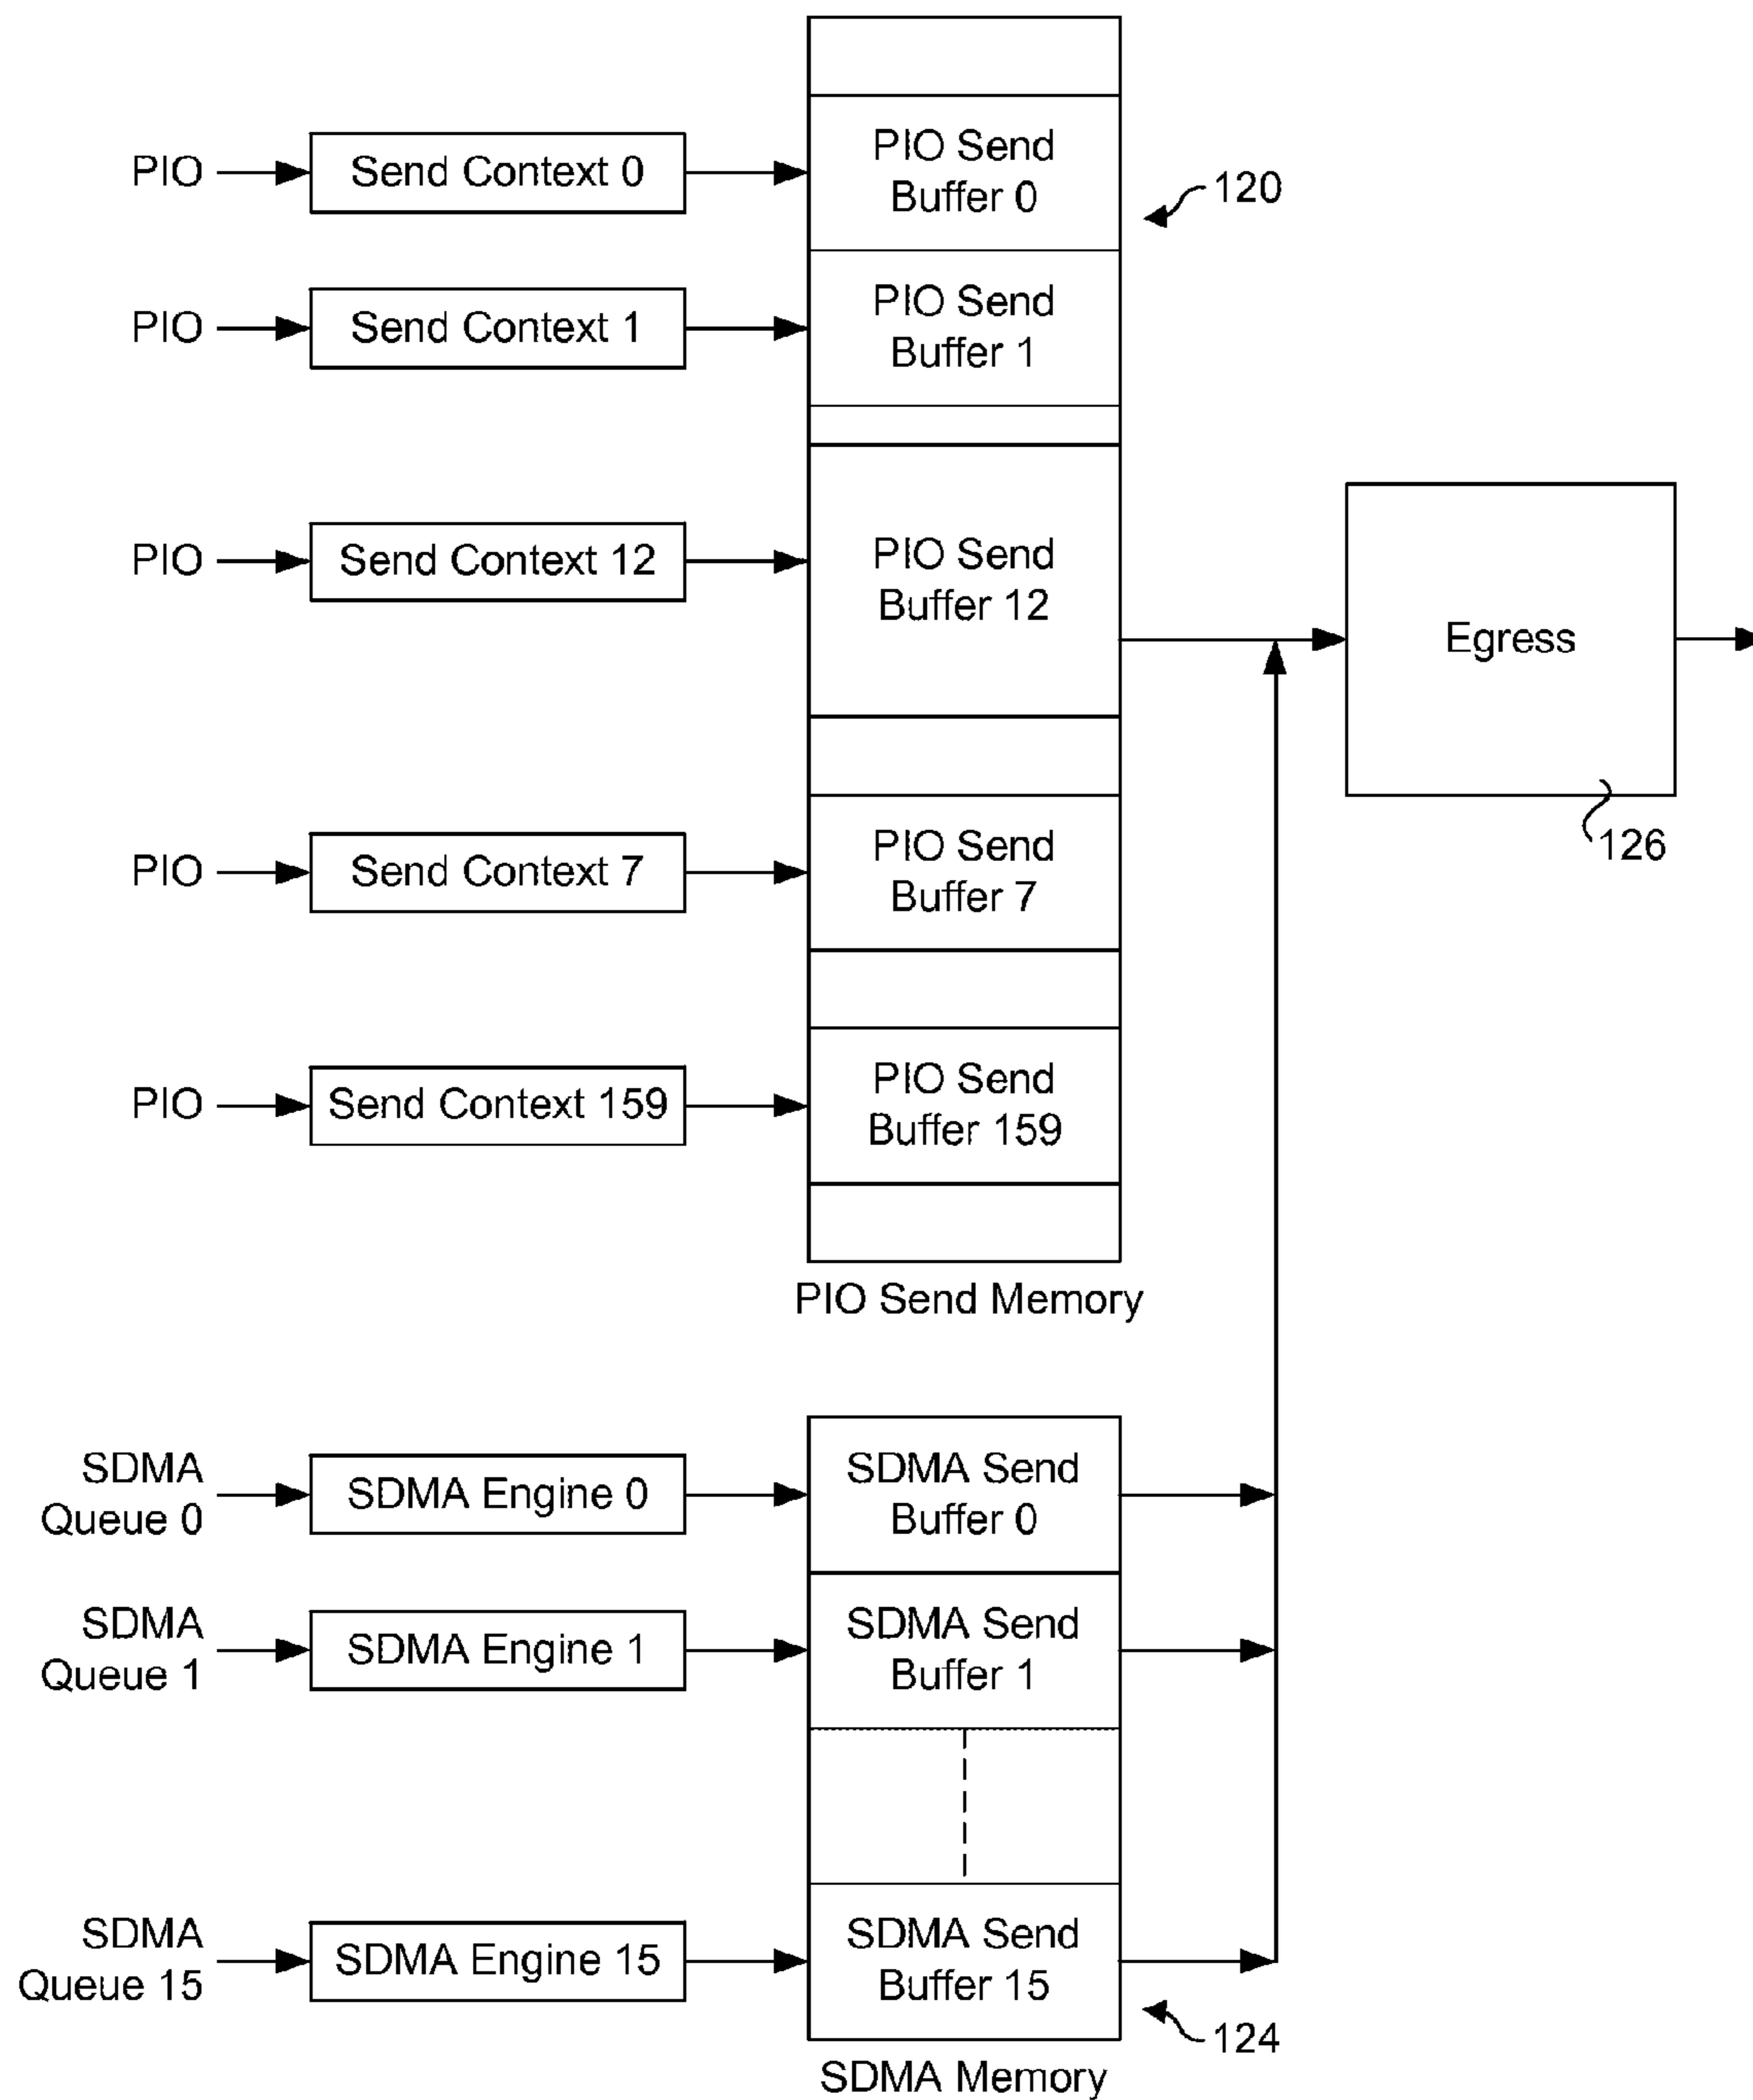 PIO
Send Context 0
PIO Send
Buffer 0
120
PIO
Send Context 1
PIO Send
Buffer 1
PIO
Send Context 12
PIO Send
Buffer 12
Egress
126
PIO
Send Context 7
PIO Send
Buffer 7
PIO
Send Context 159
PIO Send
Buffer 159
PIO Send Memory
SDMA
Queue 0
SDMA Engine 0
SDMA Send
Buffer 0
SDMA
Queue 1
SDMA Engine 1
SDMA Send
Buffer 1
SDMA
Queue 15
SDMA Engine 15
SDMA Send
Buffer 15
124
SDMA Memory